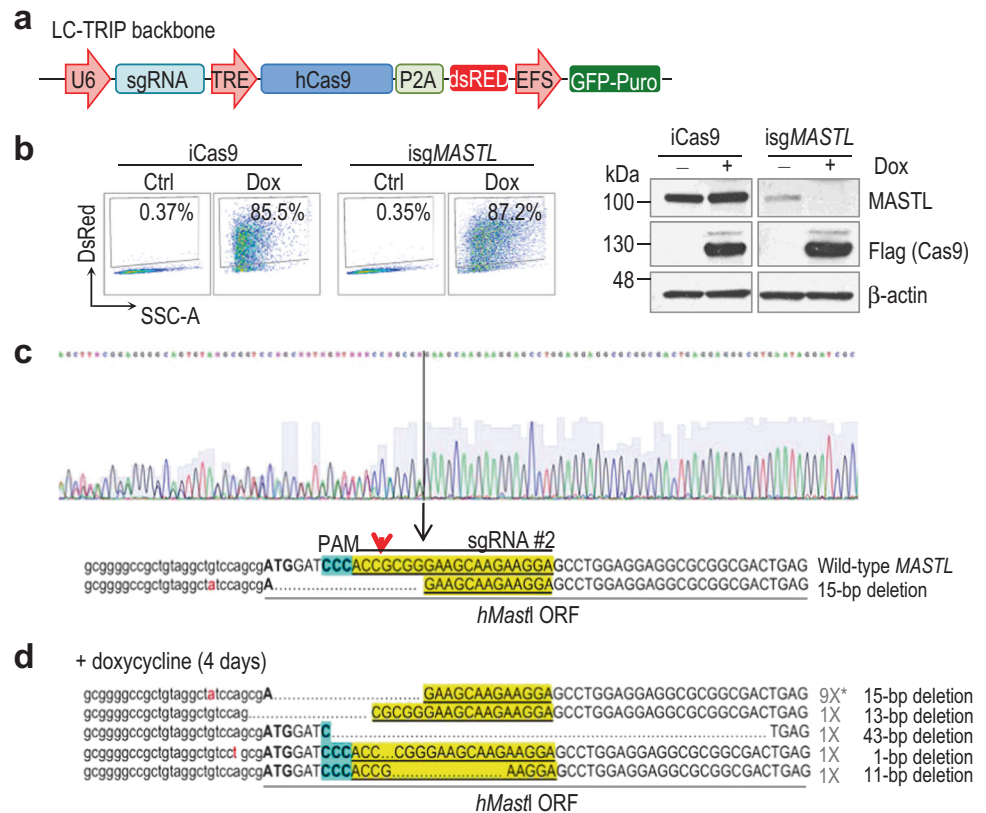 a
LC-TRIP backbone
U6 sgRNA TRE hCas9 P2A dsRED EFS GFP-Puro
b
iCas9 isgMASTL
Ctrl Dox Ctrl Dox
0.37% 85.5% 0.35% 87.2%
DsRed
SSC-A
iCas9 isgMASTL
kDa − + − + Dox
100 MASTL
130 Flag (Cas9)
48 β-actin
c
PAM sgRNA #2
gcggggccgctgtaggctgtccagcgATGGATCCCACCGCGGGAAGCAAGAAGGAGCCTGGAGGAGGCGCGGCGACTGAG Wild-type MASTL
gcggggccgctgtaggctatccagcgA................GAAGCAAGAAGGAGCCTGGAGGAGGCGCGGCGACTGAG 15-bp deletion
hMastl ORF
d
+ doxycycline (4 days)
gcggggccgctgtaggctatccagcgA................GAAGCAAGAAGGAGCCTGGAGGAGGCGCGGCGACTGAG 9X* 15-bp deletion
gcggggccgctgtaggctgtccag................CGCGGGAAGCAAGAAGGAGCCTGGAGGAGGCGCGGCGACTGAG 1X 13-bp deletion
gcggggccgctgtaggctgtccagcgATGGATC................TGAG 1X 43-bp deletion
gcggggccgctgtaggctgtcct gcgATGGATCCCACC...CGGGAAGCAAGAAGGAGCCTGGAGGAGGCGCGGCGACTGAG 1X 1-bp deletion
gcggggccgctgtaggctgtccagcgATGGATCCCACCG................AAGGAGCCTGGAGGAGGCGCGGCGACTGAG 1X 11-bp deletion
hMastl ORF